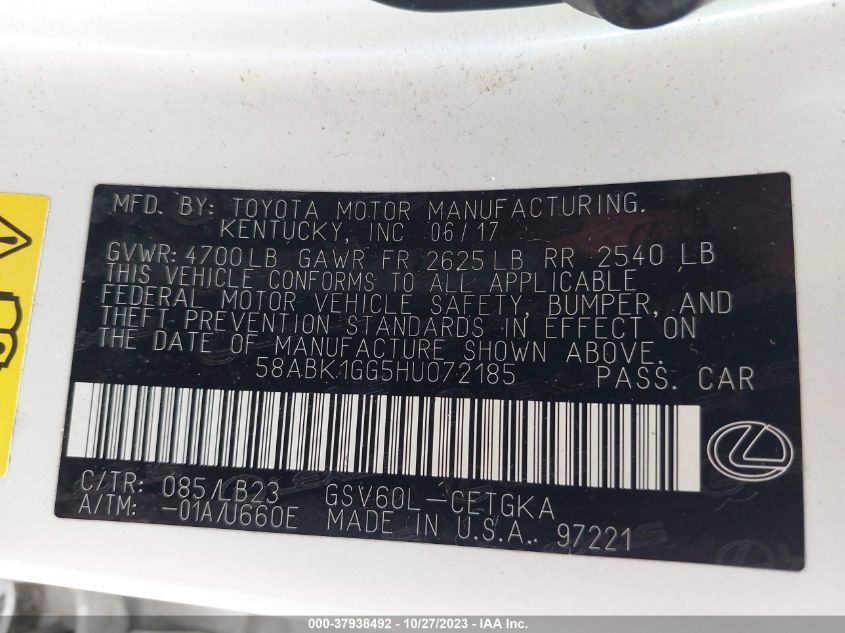 MFD. BY: TOYOTA MOTOR MANUFACTURING.
KENTUCKY, INC 06/17
GVWR: 4700LB GAWR FR 2625LB RR 2540 LB
THIS VEHICLE CONFORMS TO ALL APPLICABLE
FEDERAL MOTOR VEHICLE SAFETY, BUMPER, AND
THEFT PREVENTION STANDARDS IN EFFECT ON
THE DATE OF MANUFACTURE SHOWN ABOVE.
58ABK1GG5HU072185 PASS. CAR
C/TR: 085/LB23 GSV60L-CETGKA
A/TM: -01A/U660E MADE IN U.S.A. 97221
000-37938492 - 10/27/2023 - IAA Inc.